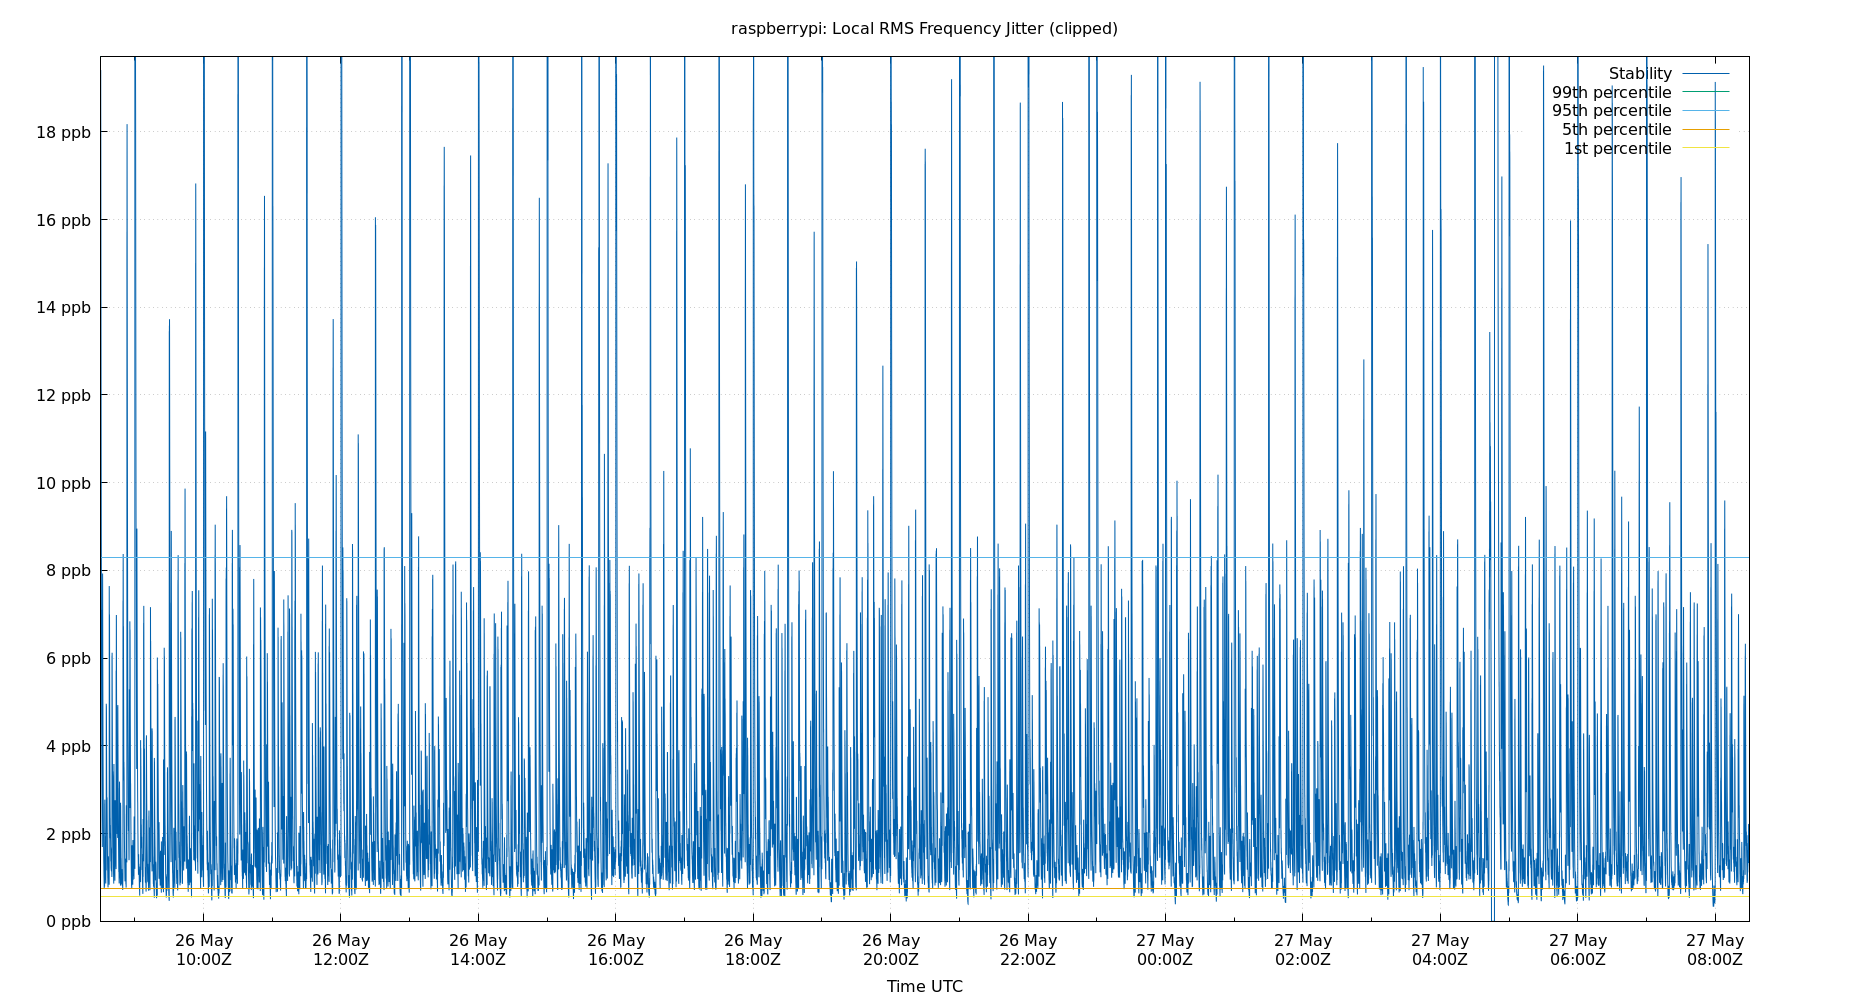 raspberrypi: Local RMS Frequency Jitter (clipped)
Stability
99th percentile
95th percentile
5th percentile
1st percentile
18 ppb
16 ppb
14 ppb
12 ppb
10 ppb
8 ppb
6 ppb
4 ppb
2 ppb
0 ppb
26 May 26 May 26 May 26 May 26 May 26 May 26 May 27 May 27 May 27 May 27 May 27 May
10:00Z 12:00Z 14:00Z 16:00Z 18:00Z 20:00Z 22:00Z 00:00Z 02:00Z 04:00Z 06:00Z 08:00Z
Time UTC